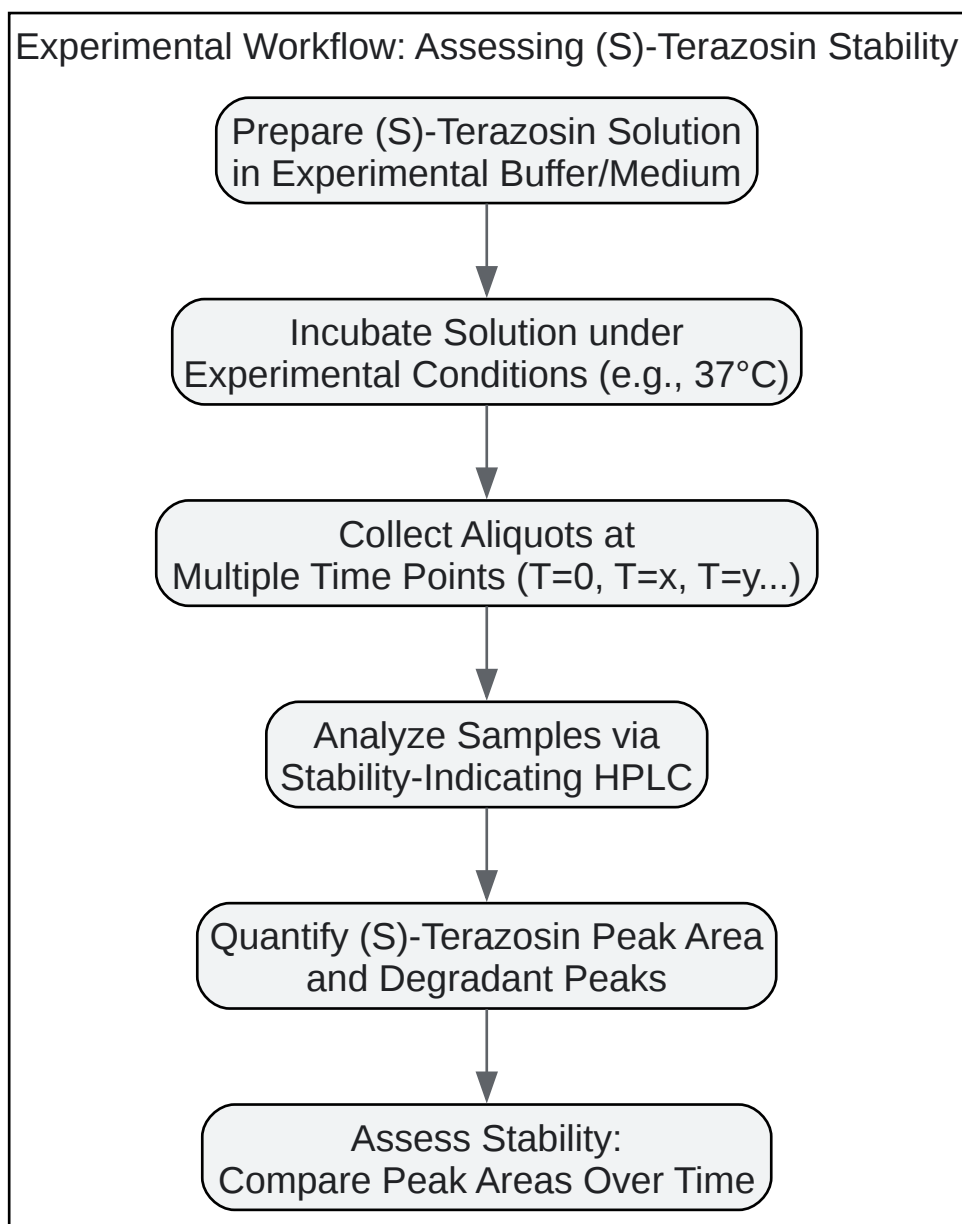 Experimental Workflow: Assessing (S)-Terazosin Stability
Prepare (S)-Terazosin Solution
in Experimental Buffer/Medium
Incubate Solution under
Experimental Conditions (e.g., 37°C)
Collect Aliquots at
Multiple Time Points (T=0, T=x, T=y...)
Analyze Samples via
Stability-Indicating HPLC
Quantify (S)-Terazosin Peak Area
and Degradant Peaks
Assess Stability:
Compare Peak Areas Over Time